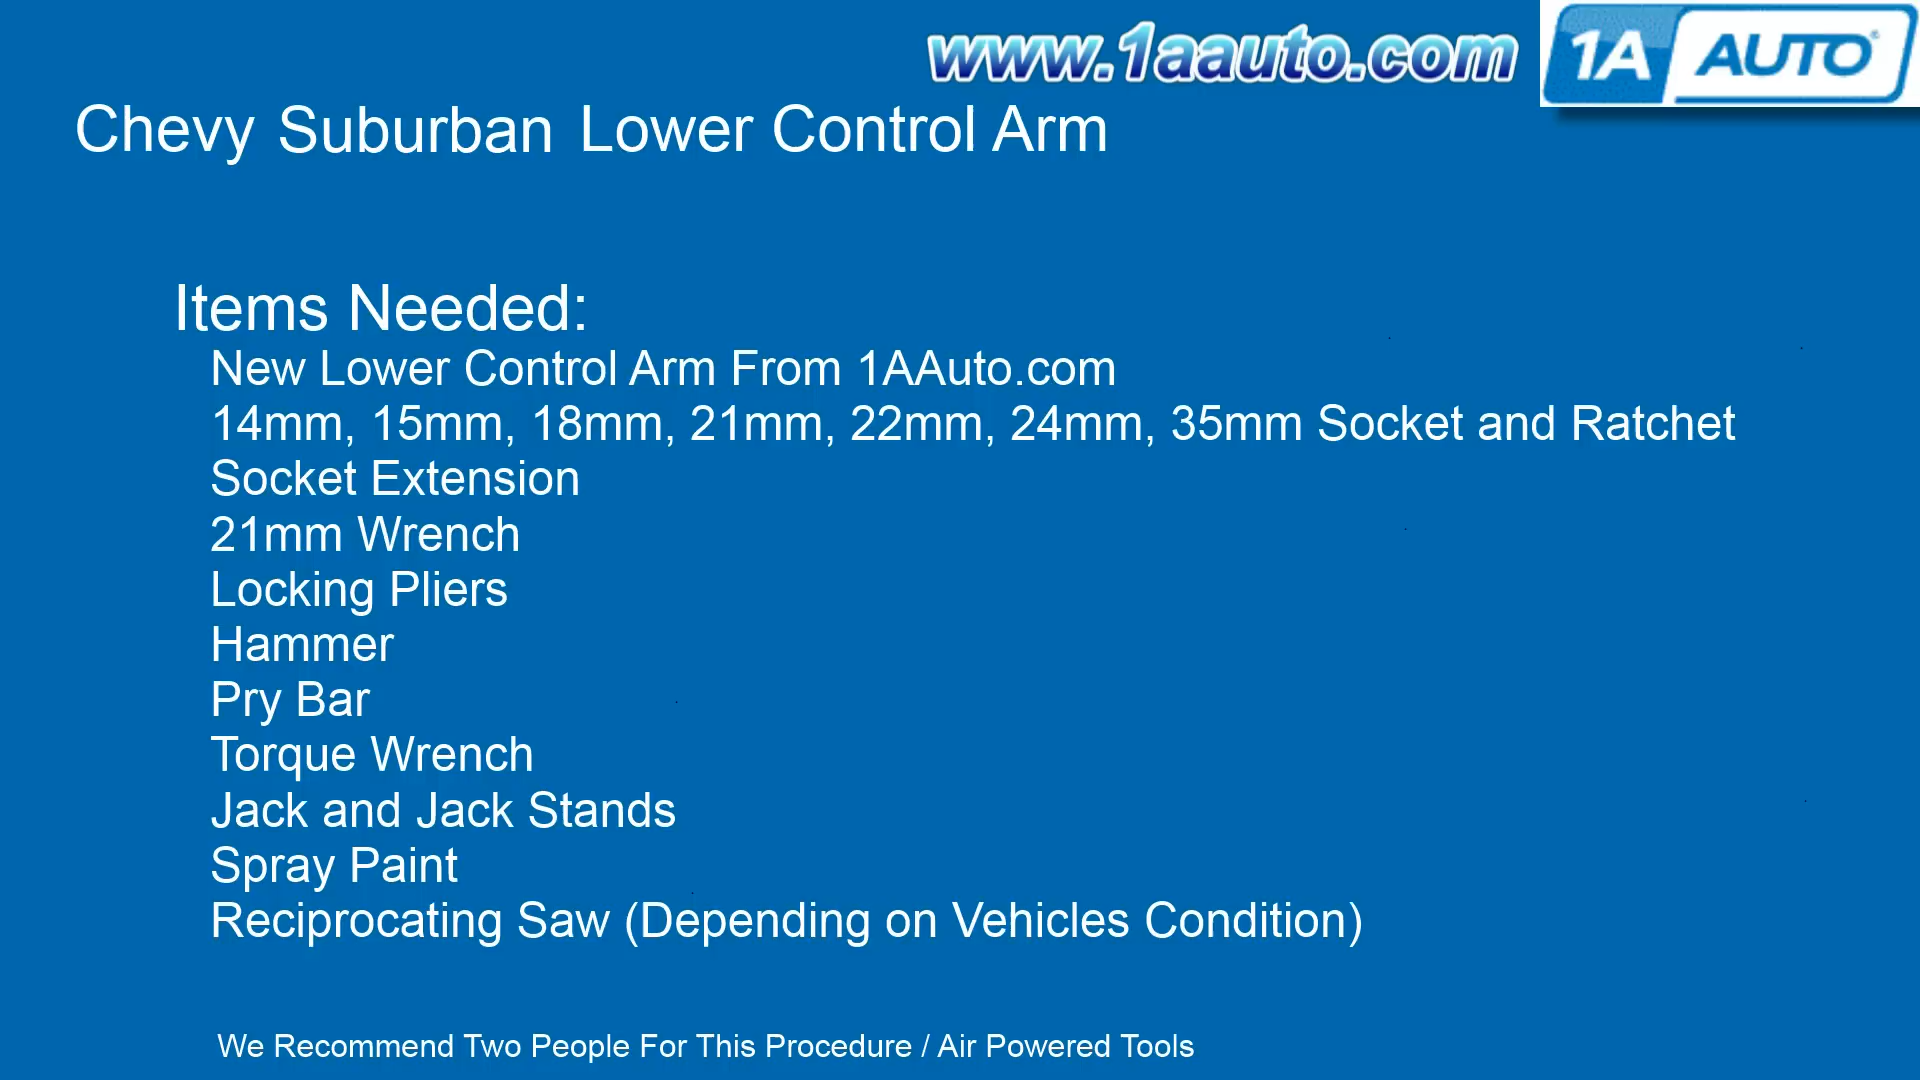 www.1aauto.com
1A AUTO®
Chevy Suburban Lower Control Arm
Items Needed:
New Lower Control Arm From 1AAuto.com
14mm, 15mm, 18mm, 21mm, 22mm, 24mm, 35mm Socket and Ratchet
Socket Extension
21mm Wrench
Locking Pliers
Hammer
Pry Bar
Torque Wrench
Jack and Jack Stands
Spray Paint
Reciprocating Saw (Depending on Vehicles Condition)
We Recommend Two People For This Procedure / Air Powered Tools